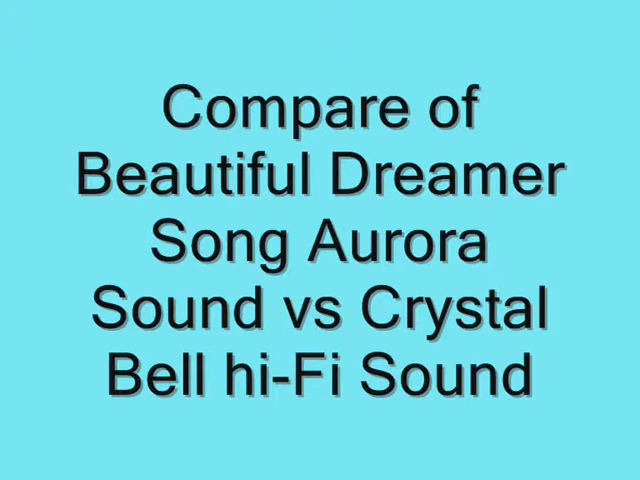 Compare of
Beautiful Dreamer
Song Aurora
Sound vs Crystal
Bell hi-Fi Sound